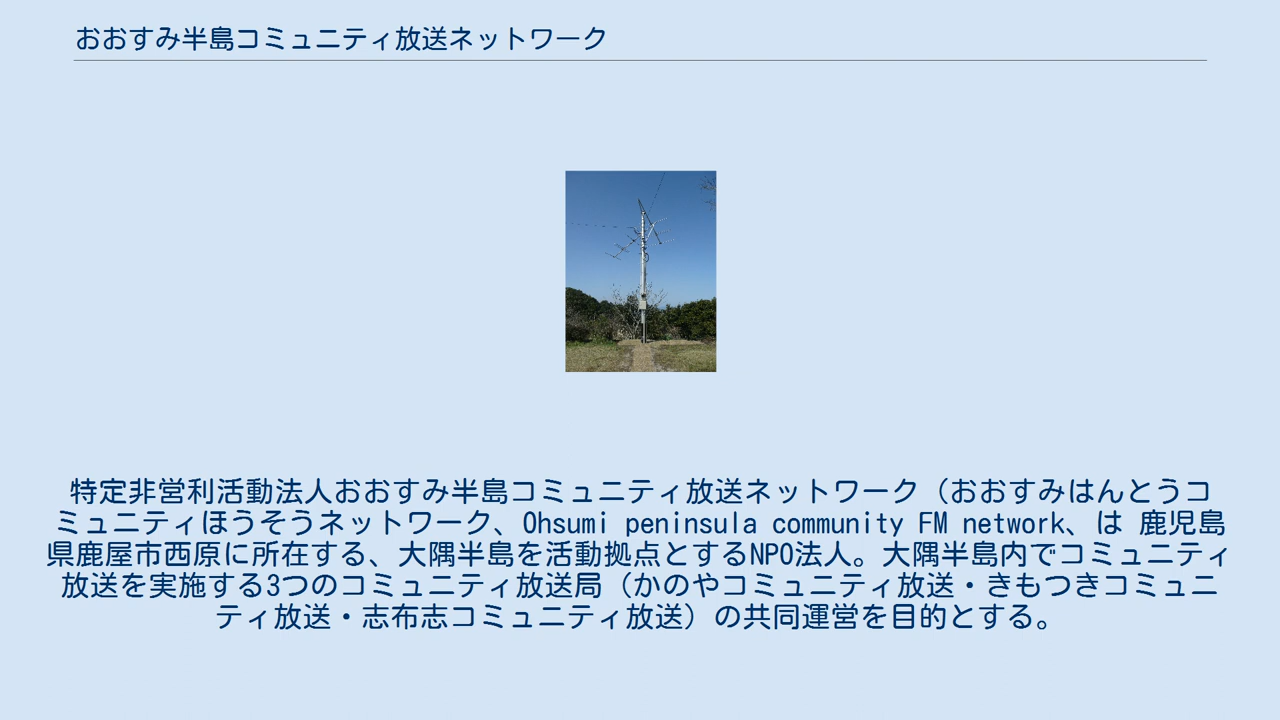 おおすみ半島コミュニティ放送ネットワーク
特定非営利活動法人おおすみ半島コミュニティ放送ネットワーク（おおすみはんとうコ
ミュニティほうそうネットワーク、Ohsumi peninsula community FM network、は 鹿児島
県鹿屋市西原に所在する、大隅半島を活動拠点とするNPO法人。大隅半島内でコミュニティ
放送を実施する3つのコミュニティ放送局（かのやコミュニティ放送・きもつきコミュニ
ティ放送・志布志コミュニティ放送）の共同運営を目的とする。